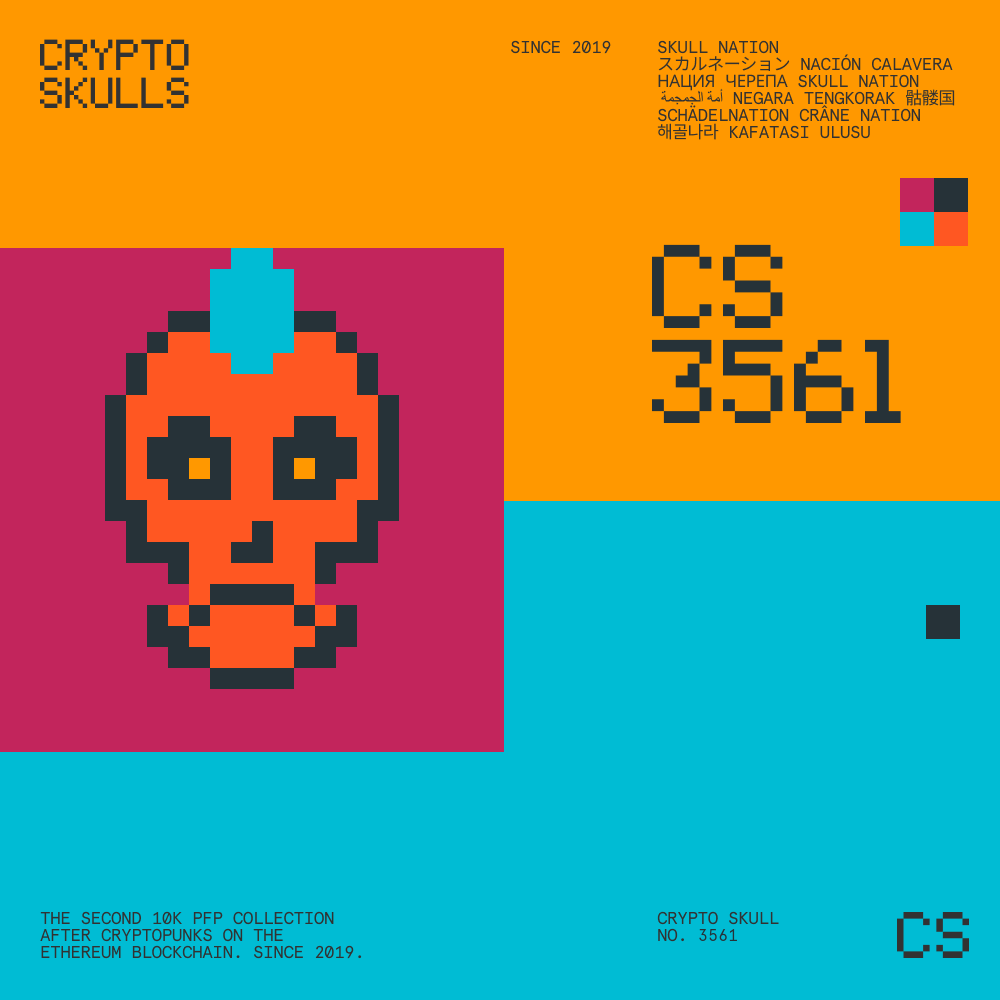 CRYPTO
SKULLS
SINCE 2019
SKULL NATION
スカルネーション NACIÓN CALAVERA
НАЦИЯ ЧЕРЕПА SKULL NATION
أمة الجمجمة NEGARA TENGKORAK 骷髅国
SCHÄDELNATION CRÂNE NATION
해골나라 KAFATASI ULUSU
CS
3561
THE SECOND 10K PFP COLLECTION
AFTER CRYPTOPUNKS ON THE
ETHEREUM BLOCKCHAIN. SINCE 2019.
CRYPTO SKULL
NO. 3561
CS